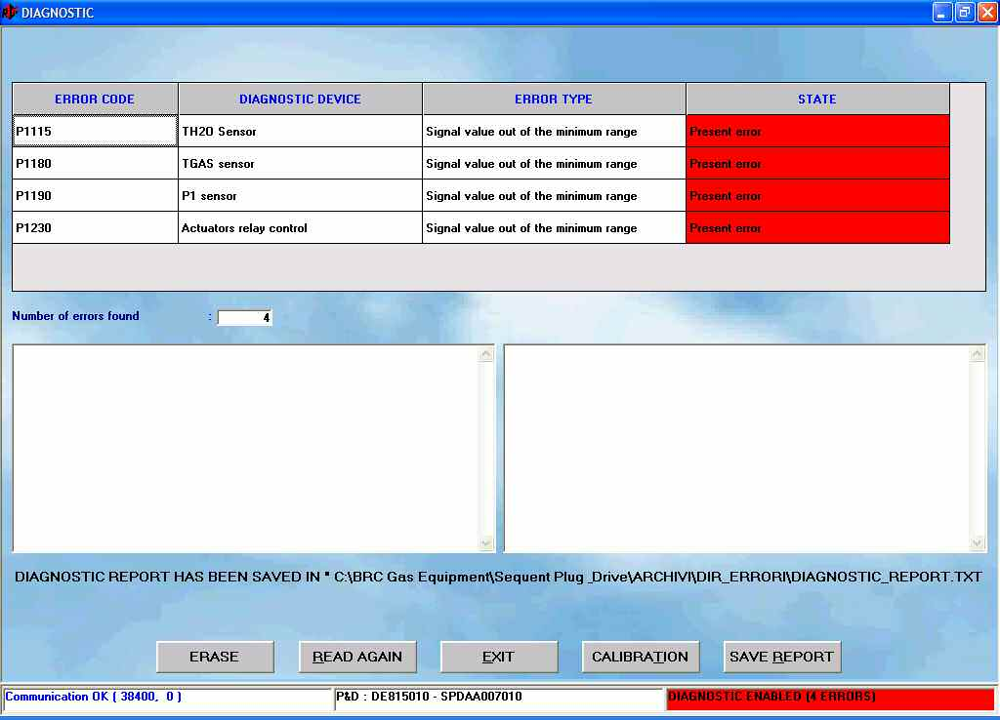 DIAGNOSTIC
ERROR CODE DIAGNOSTIC DEVICE ERROR TYPE STATE
P1115 TH2O Sensor Signal value out of the minimum range Present error
P1180 TGAS sensor Signal value out of the minimum range Present error
P1190 P1 sensor Signal value out of the minimum range Present error
P1230 Actuators relay control Signal value out of the minimum range Present error
Number of errors found : 4
DIAGNOSTIC REPORT HAS BEEN SAVED IN " C:\BRC Gas Equipment\Sequent Plug _Drive\ARCHIVI\DIR_ERRORI\DIAGNOSTIC_REPORT.TXT
ERASE READ AGAIN EXIT CALIBRATION SAVE REPORT
Communication OK ( 38400, 0 ) P&D : DE815010 - SPDAA007010 DIAGNOSTIC ENABLED (4 ERRORS)